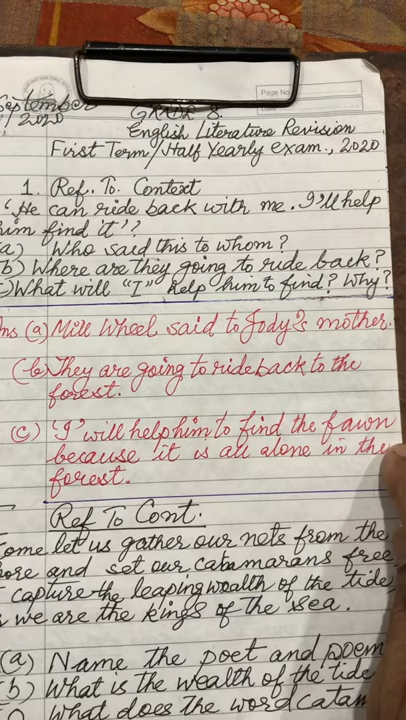 September
2020
Page No.
Date
GRADE 8.
English Literature Revision
First Term/Half Yearly exam., 2020
1. Ref. To. Context
"He can ride back with me. I'll help
him find it"?
(a) Who said this to whom?
(b) Where are they going to ride back?
(c) What will "I" help him to find? Why?
Ans (a) Mill Wheel said to Jody's mother.
(b) They are going to ride back to the
forest.
(c) 'I' will help him to find the fawn
because it is all alone in the
forest.
Ref To Cont.
Come let us gather our nets from the
shore and set our catamarans free,
capture the leaping wealth of the tide,
we are the kings of the sea.
(a) Name the poet and poem
(b) What is the wealth of the tide
What does the word catam